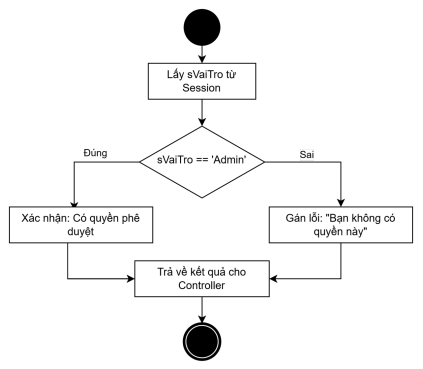 Lấy sVaiTro từ
Session
sVaiTro == 'Admin'
Đúng
Sai
Xác nhận: Có quyền phê
duyệt
Gán lỗi: "Bạn không có
quyền này"
Trả về kết quả cho
Controller